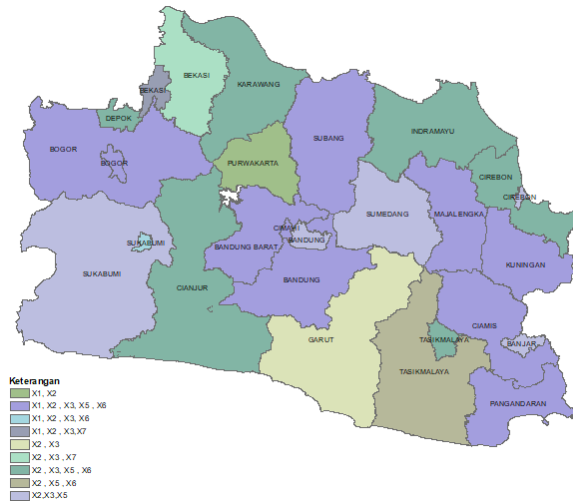 BEKASI
BEKASI
KARAWANG
DEPOK
SUBANG
INDRAMAYU
BOGOR
BOGOR
PURWAKARTA
CIREBON
CIREBON
SUMEDANG
MAJALENGKA
CIMAHI
BANDUNG
SUKABUMI
BANDUNG BARAT
KUNINGAN
SUKABUMI
CIANJUR
BANDUNG
CIAMIS
GARUT
TASIKMALAYA
BANJAR
TASIKMALAYA
PANGANDARAN
Keterangan
X1, X2
X1, X2 , X3, X5 , X6
X1, X2 , X3, X6
X1, X2 , X3,X7
X2 , X3
X2 , X3 , X7
X2 , X3, X5 , X6
X2 , X5 , X6
X2,X3,X5